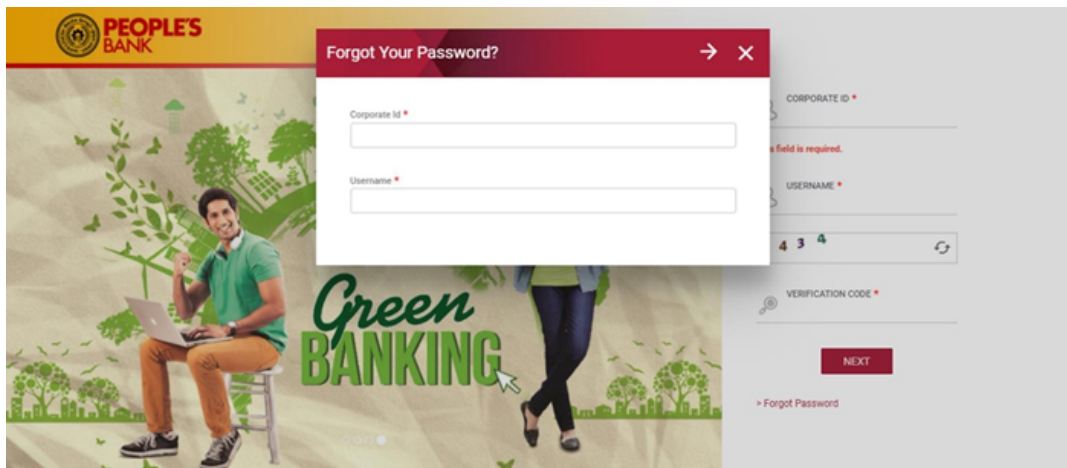 PEOPLE'S
BANK
Forgot Your Password?
Corporate Id *
Username *
CORPORATE ID *
field is required.
USERNAME *
4 3 4
VERIFICATION CODE *
NEXT
> Forgot Password
Green
BANKING